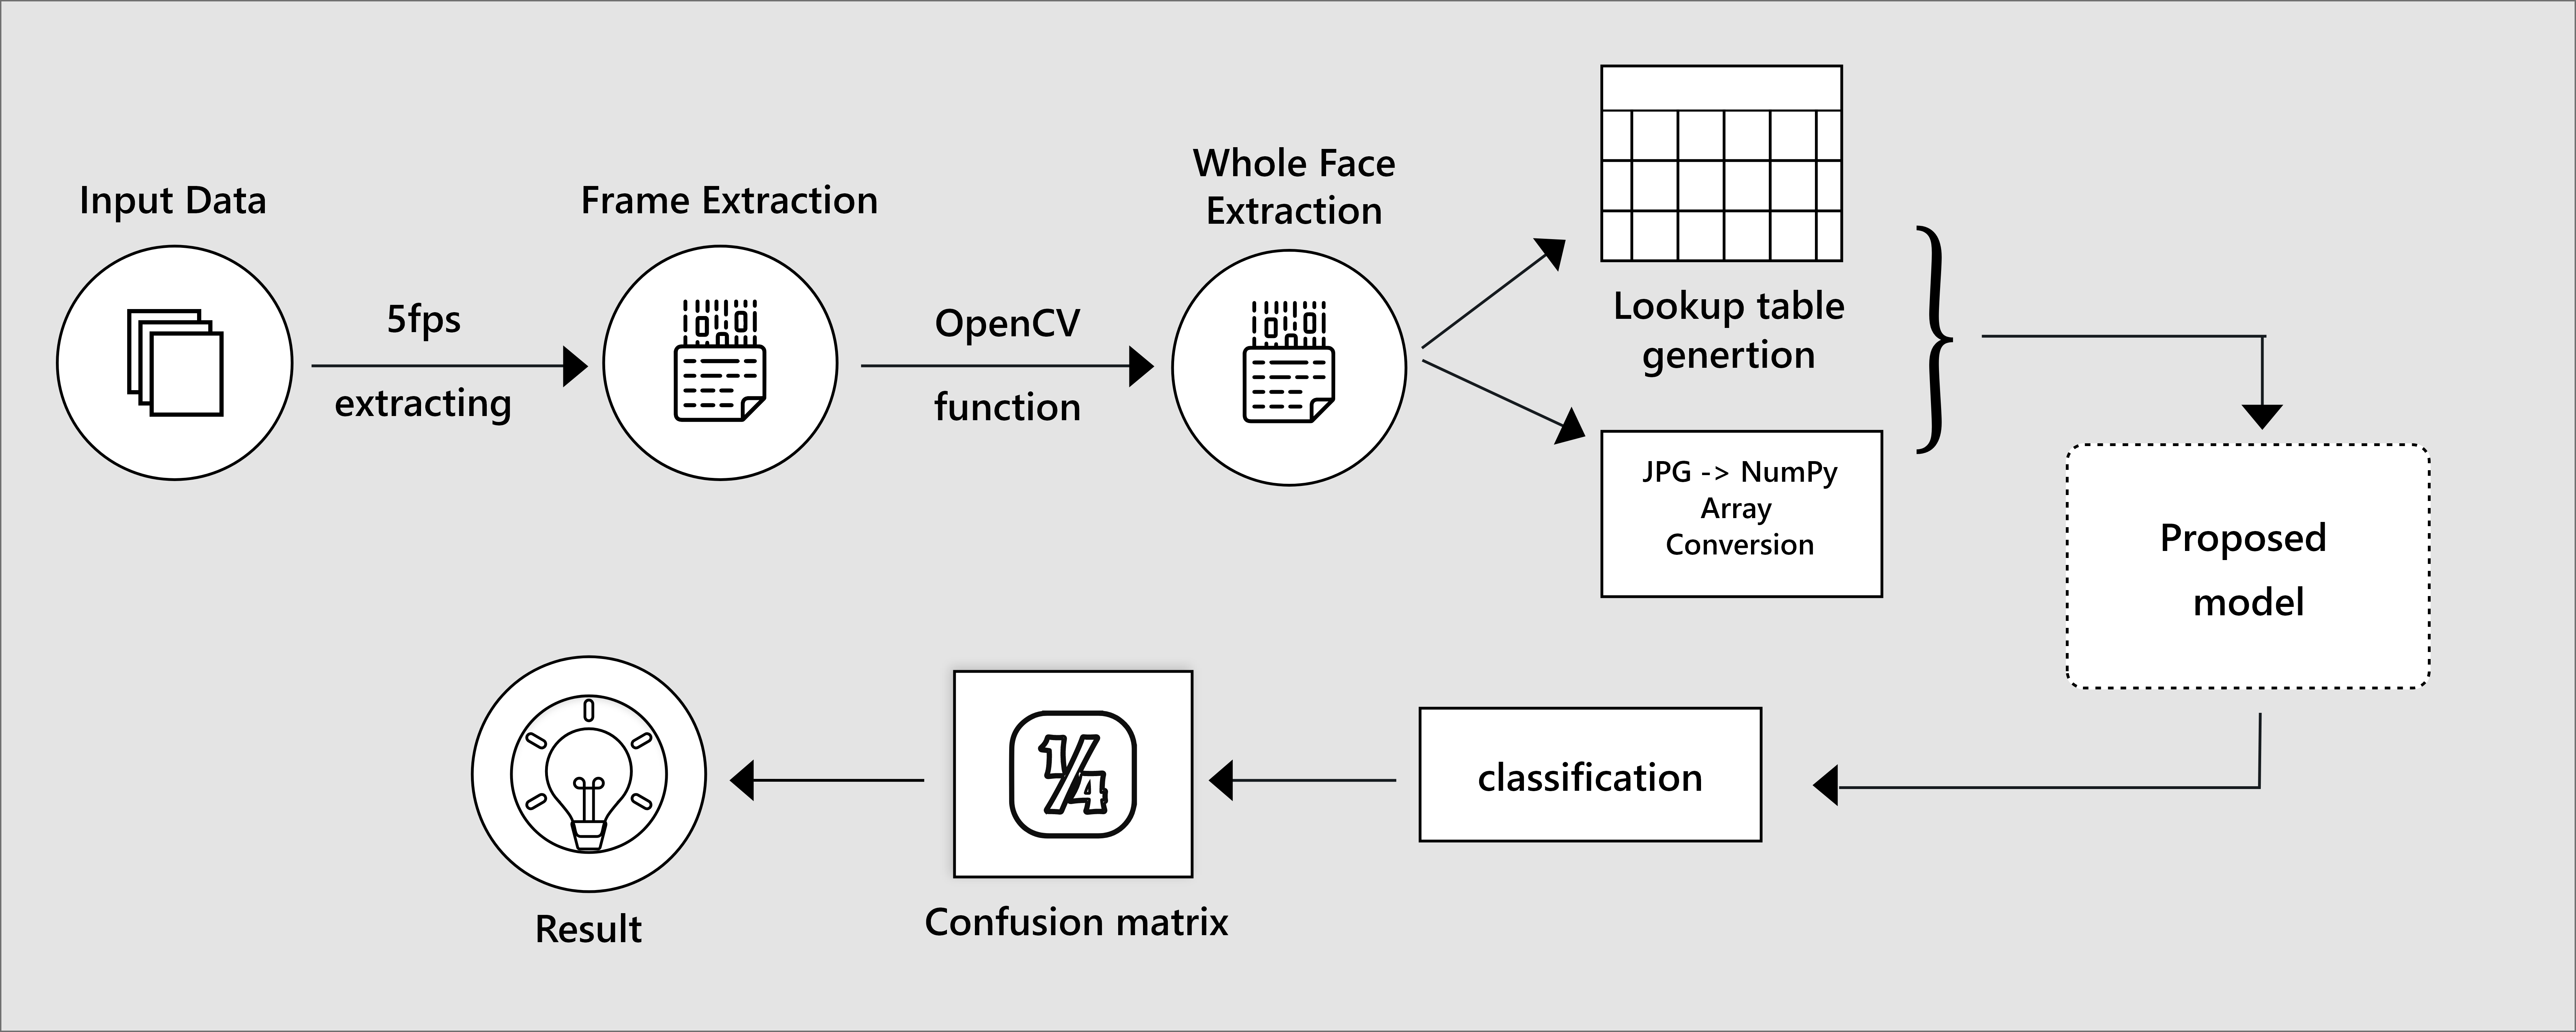 Input Data
5fps
extracting
Frame Extraction
OpenCV
function
Whole Face
Extraction
Lookup table
genertion
JPG -> NumPy
Array
Conversion
Proposed
model
classification
1/4
Confusion matrix
Result